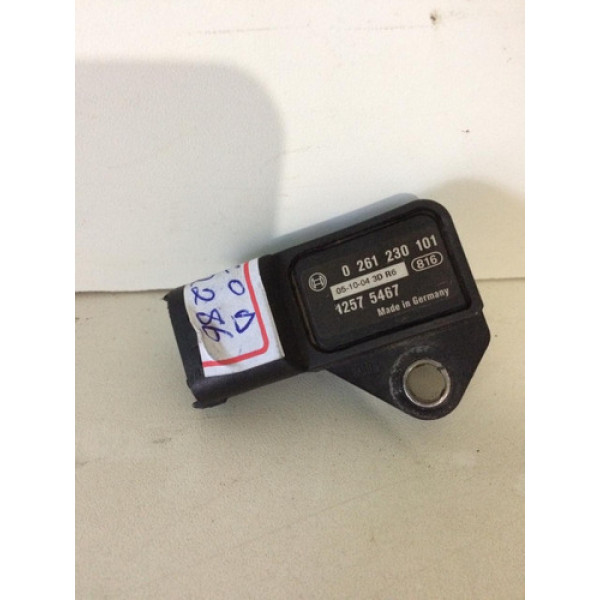 0 261 230 101
05-10-04 3D R6
816
1257 5467
Made in Germany